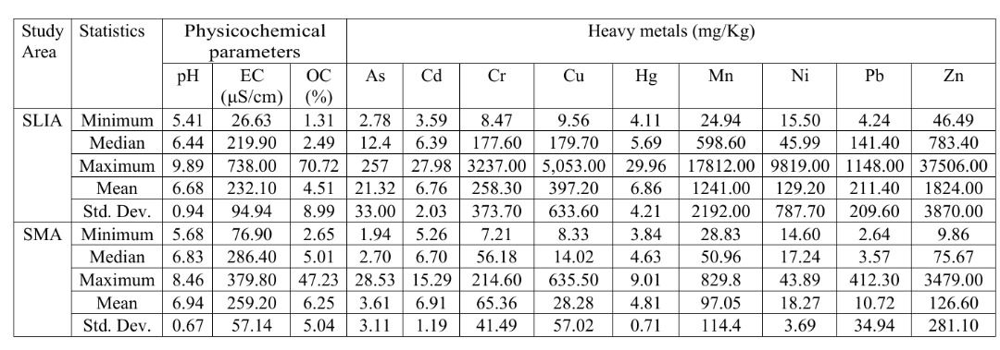 Study Area Statistics Physicochemical parameters Heavy metals (mg/Kg)
pH EC (µS/cm) OC (%) As Cd Cr Cu Hg Mn Ni Pb Zn
SLIA Minimum 5.41 26.63 1.31 2.78 3.59 8.47 9.56 4.11 24.94 15.50 4.24 46.49
Median 6.44 219.90 2.49 12.4 6.39 177.60 179.70 5.69 598.60 45.99 141.40 783.40
Maximum 9.89 738.00 70.72 257 27.98 3237.00 5,053.00 29.96 17812.00 9819.00 1148.00 37506.00
Mean 6.68 232.10 4.51 21.32 6.76 258.30 397.20 6.86 1241.00 129.20 211.40 1824.00
Std. Dev. 0.94 94.94 8.99 33.00 2.03 373.70 633.60 4.21 2192.00 787.70 209.60 3870.00
SMA Minimum 5.68 76.90 2.65 1.94 5.26 7.21 8.33 3.84 28.83 14.60 2.64 9.86
Median 6.83 286.40 5.01 2.70 6.70 56.18 14.02 4.63 50.96 17.24 3.57 75.67
Maximum 8.46 379.80 47.23 28.53 15.29 214.60 635.50 9.01 829.8 43.89 412.30 3479.00
Mean 6.94 259.20 6.25 3.61 6.91 65.36 28.28 4.81 97.05 18.27 10.72 126.60
Std. Dev. 0.67 57.14 5.04 3.11 1.19 41.49 57.02 0.71 114.4 3.69 34.94 281.10